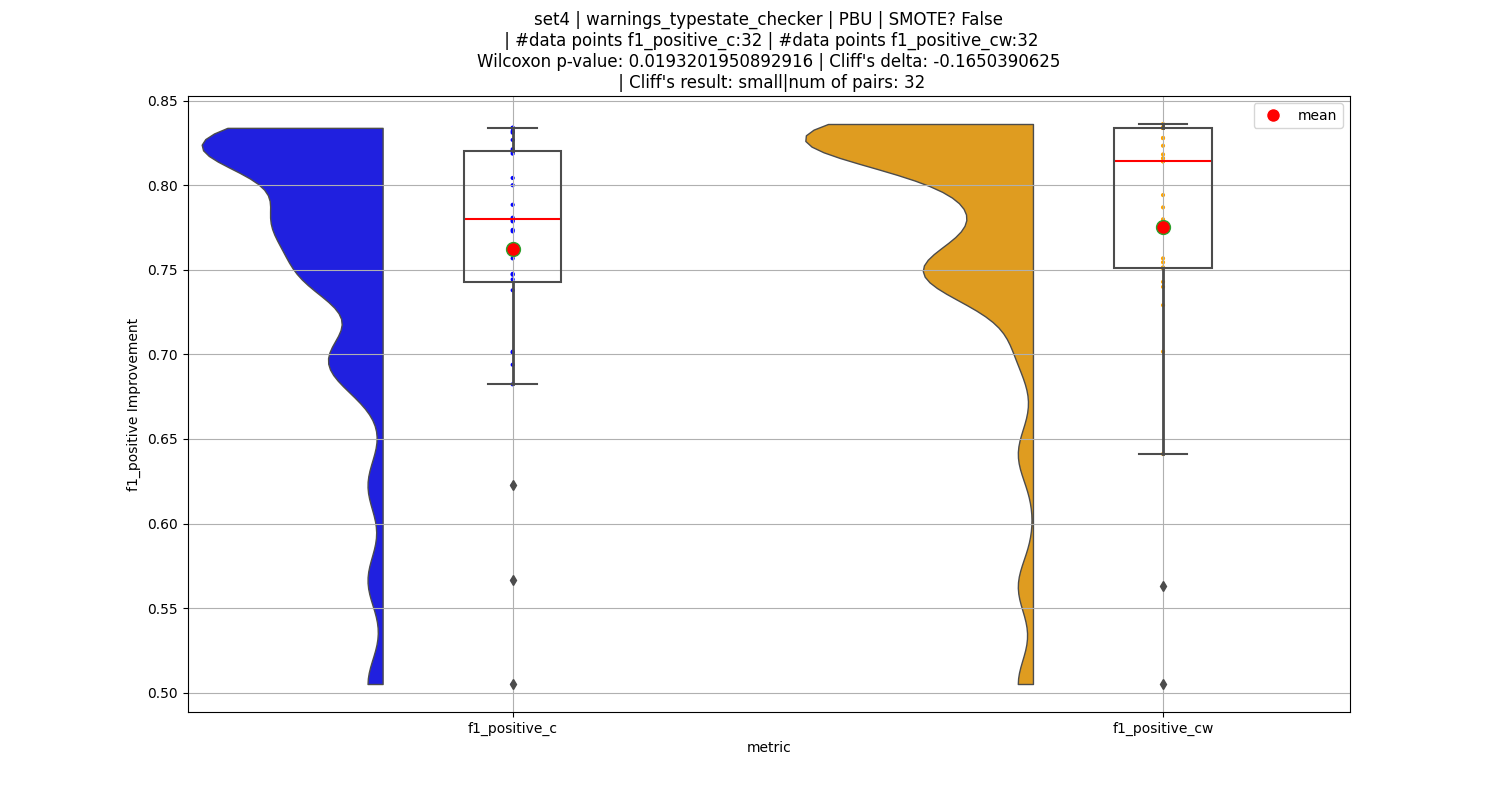 set4 | warnings_typestate_checker | PBU | SMOTE? False
| #data points f1_positive_c:32 | #data points f1_positive_cw:32
Wilcoxon p-value: 0.0193201950892916 | Cliff's delta: -0.1650390625
| Cliff's result: small|num of pairs: 32
mean
0.85
0.80
0.75
0.70
0.65
0.60
0.55
0.50
f1_positive Improvement
f1_positive_c
f1_positive_cw
metric